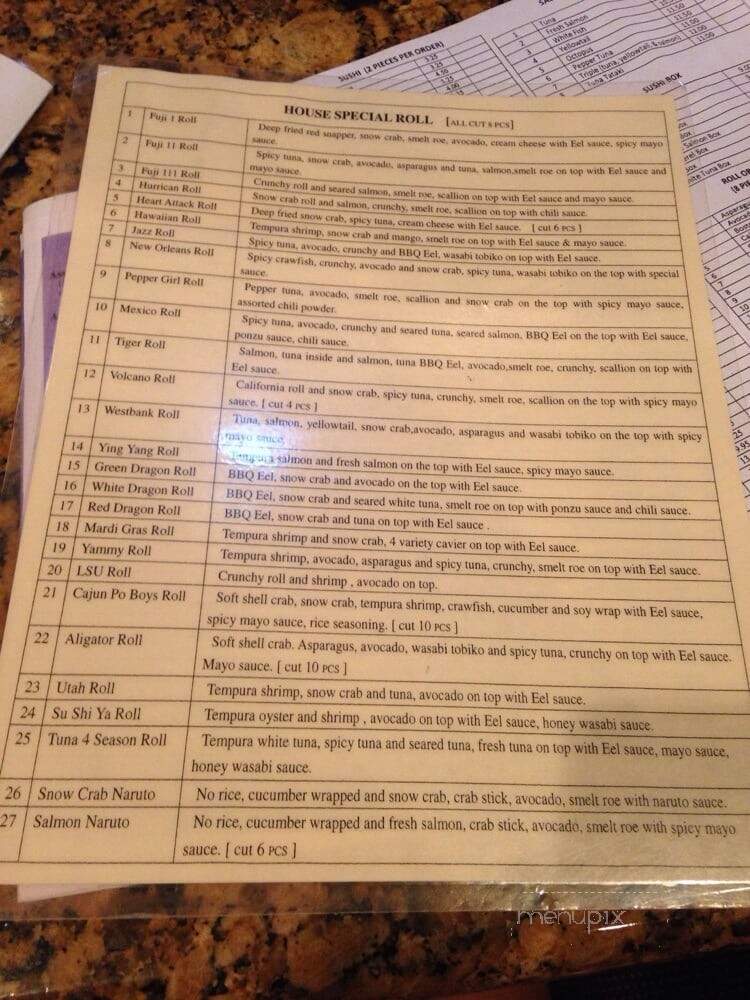 HOUSE SPECIAL ROLL [ALL CUT 8 PCS]
1 Fuji 1 Roll Deep fried red snapper, snow crab, smelt roe, avocado, cream cheese with Eel sauce, spicy mayo
sauce.
2 Fuji 11 Roll Spicy tuna, snow crab, avocado, asparagus and tuna, salmon,smelt roe on top with Eel sauce and
mayo sauce.
3 Fuji 111 Roll Crunchy roll and seared salmon, smelt roe, scallion on top with Eel sauce and mayo sauce.
4 Hurrican Roll Snow crab roll and salmon, crunchy, smelt roe, scallion on top with chili sauce.
5 Heart Attack Roll Deep fried snow crab, spicy tuna, cream cheese with Eel sauce. [ cut 6 PCS ]
6 Hawaiian Roll Tempura shrimp, snow crab and mango, smelt roe on top with Eel sauce & mayo sauce.
7 Jazz Roll Spicy tuna, avocado, crunchy and BBQ Eel, wasabi tobiko on top with Eel sauce.
8 New Orleans Roll Spicy crawfish, crunchy, avocado and snow crab, spicy tuna, wasabi tobiko on the top with special
sauce.
9 Pepper Girl Roll Pepper tuna, avocado, smelt roe, scallion and snow crab on the top with spicy mayo sauce,
assorted chili powder.
10 Mexico Roll Spicy tuna, avocado, crunchy and seared tuna, seared salmon, BBQ Eel on the top with Eel sauce,
ponzu sauce, chili sauce.
11 Tiger Roll Salmon, tuna inside and salmon, tuna BBQ Eel, avocado,smelt roe, crunchy, scallion on top with
Eel sauce.
12 Volcano Roll California roll and snow crab, spicy tuna, crunchy, smelt roe, scallion on the top with spicy mayo
sauce. [ cut 4 PCS ]
13 Westbank Roll Tuna, salmon, yellowtail, snow crab,avocado, asparagus and wasabi tobiko on the top with spicy
mayo sauce.
14 Ying Yang Roll Tempura salmon and fresh salmon on the top with Eel sauce, spicy mayo sauce.
15 Green Dragon Roll BBQ Eel, snow crab and avocado on the top with Eel sauce.
16 White Dragon Roll BBQ Eel, snow crab and seared white tuna, smelt roe on top with ponzu sauce and chili sauce.
17 Red Dragon Roll BBQ Eel, snow crab and tuna on top with Eel sauce .
18 Mardi Gras Roll Tempura shrimp and snow crab, 4 variety cavier on top with Eel sauce.
19 Yammy Roll Tempura shrimp, avocado, asparagus and spicy tuna, crunchy, smelt roe on top with Eel sauce.
20 LSU Roll Crunchy roll and shrimp , avocado on top.
21 Cajun Po Boys Roll Soft shell crab, snow crab, tempura shrimp, crawfish, cucumber and soy wrap with Eel sauce,
spicy mayo sauce, rice seasoning. [ cut 10 PCS ]
22 Aligator Roll Soft shell crab. Asparagus, avocado, wasabi tobiko and spicy tuna, crunchy on top with Eel sauce.
Mayo sauce. [ cut 10 PCS ]
23 Utah Roll Tempura shrimp, snow crab and tuna, avocado on top with Eel sauce.
24 Su Shi Ya Roll Tempura oyster and shrimp , avocado on top with Eel sauce, honey wasabi sauce.
25 Tuna 4 Season Roll Tempura white tuna, spicy tuna and seared tuna, fresh tuna on top with Eel sauce, mayo sauce,
honey wasabi sauce.
26 Snow Crab Naruto No rice, cucumber wrapped and snow crab, crab stick, avocado, smelt roe with naruto sauce.
27 Salmon Naruto No rice, cucumber wrapped and fresh salmon, crab stick, avocado, smelt roe with spicy mayo
sauce. [ cut 6 PCS ]
SUSHI (2 PIECES PER ORDER)
1 Tuna
2 Fresh Salmon
3 White Fish
4 Yellowtail
5 Octopus
6 Pepper Tuna
7 Triple (tuna, yellowtail, & salmon)
8 Tuna Tataki
SUSHI BOX
Box
Salmon Box
Box
Tuna Box
ROLL
Asparagus
menupix